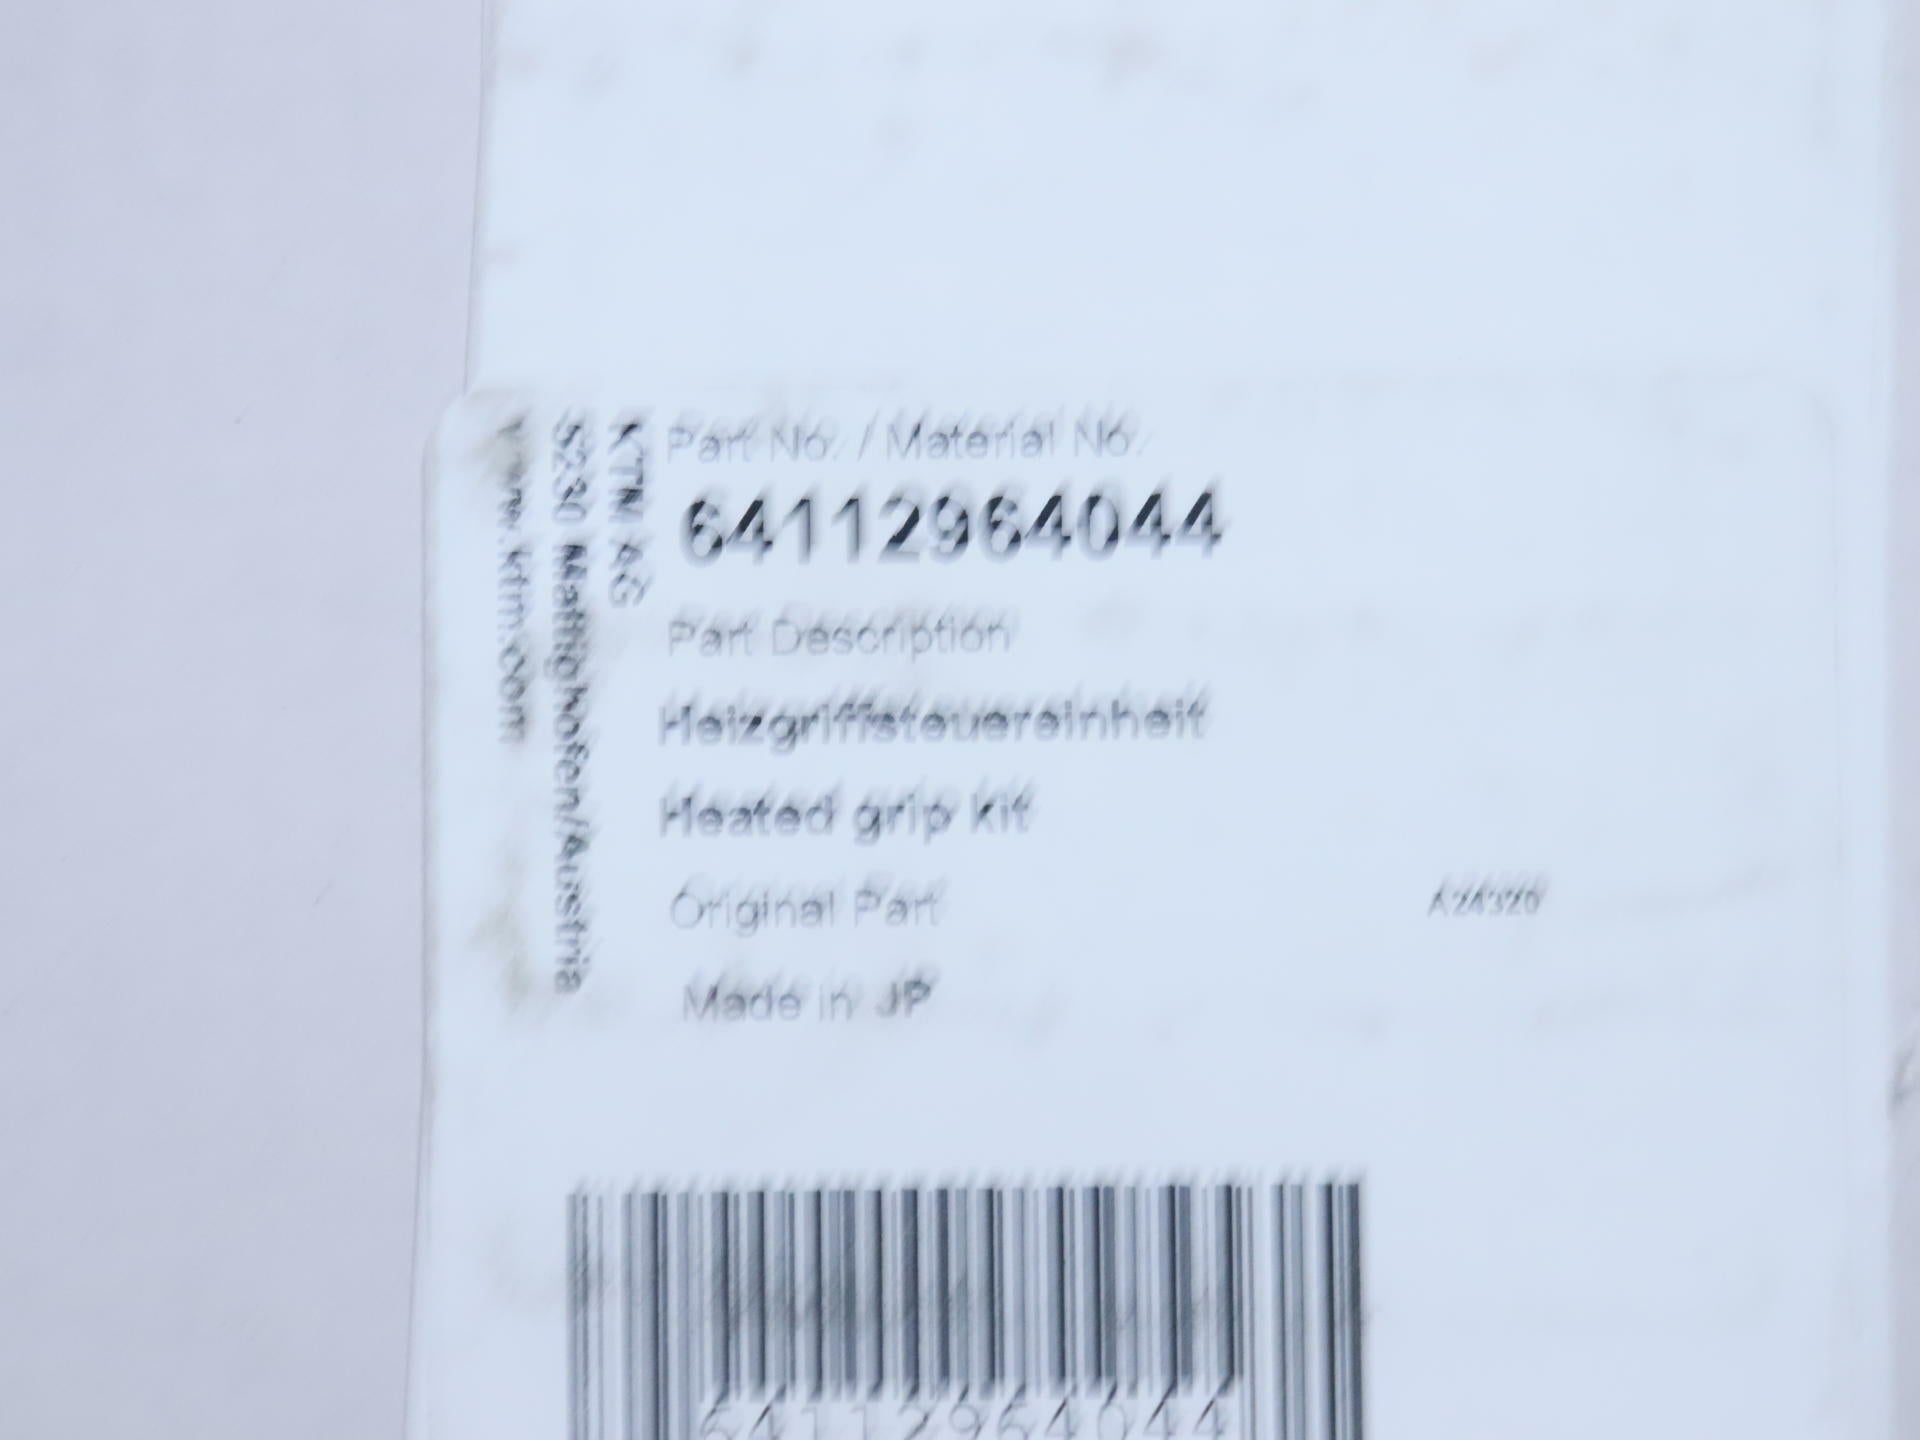 KTM AG
5230 Mattighofen/Austria
www.ktm.com
Part No. / Material No.
64112964044
Part Description
Heizgriffsteuereinheit
Heated grip kit
Original Part
A24320
Made in JP
64112964044